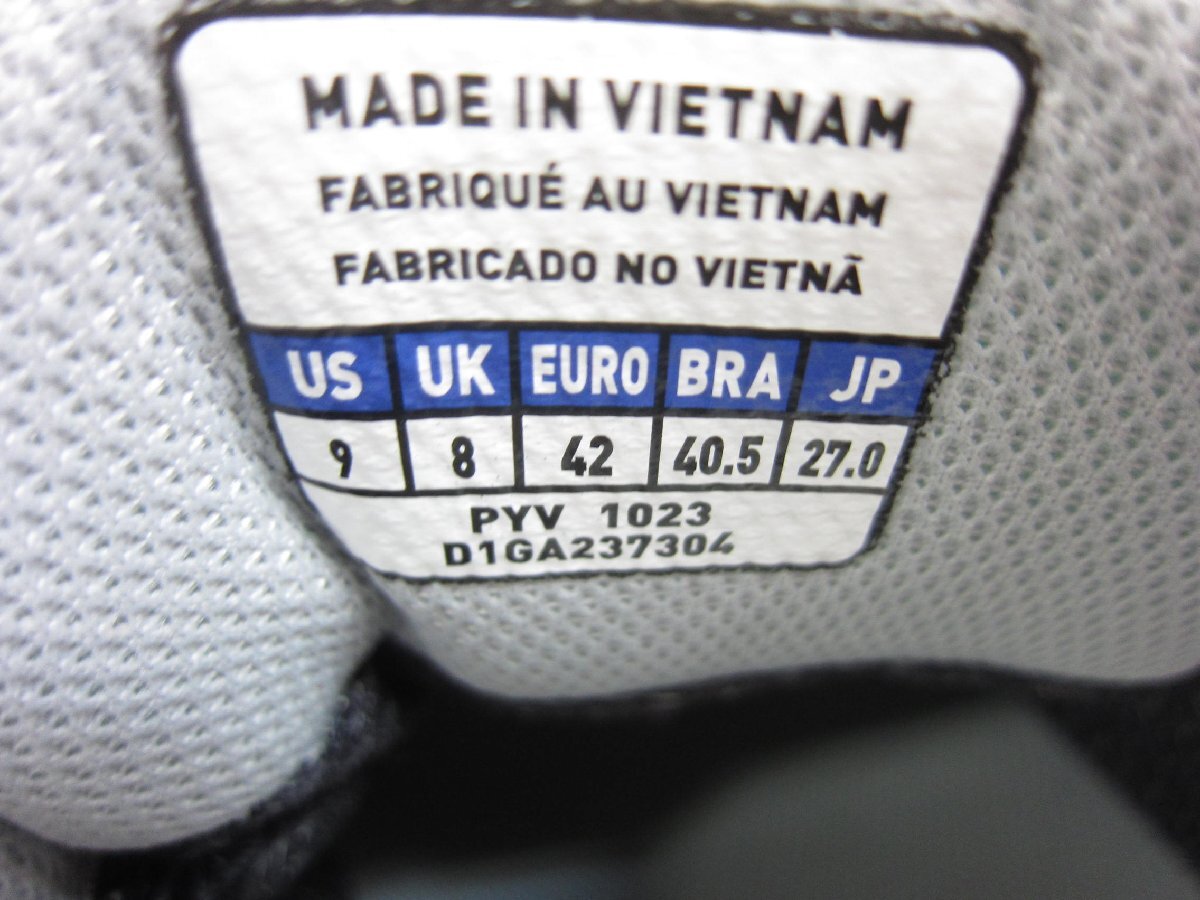 MADE IN VIETNAM
FABRIQUÉ AU VIETNAM
FABRICADO NO VIETNÃ
US UK EURO BRA JP
9 8 42 40.5 27.0
PYV 1023
D1GA237304